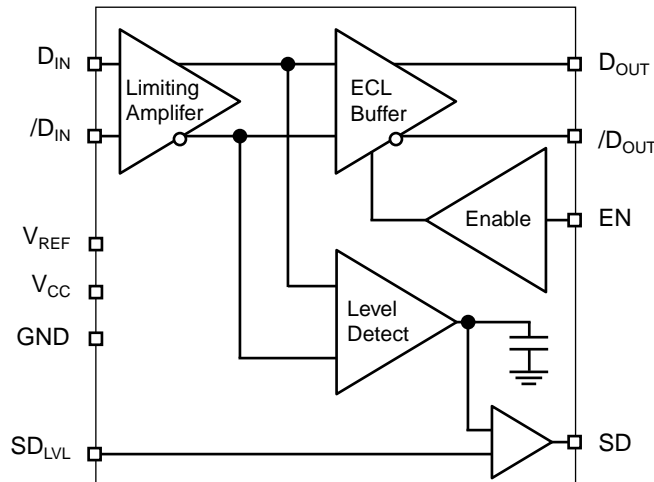 D_IN
Limiting
Amplifer
ECL
Buffer
D_OUT
/D_IN
/D_OUT
Enable
EN
V_REF
V_CC
GND
Level
Detect
SD_LVL
SD